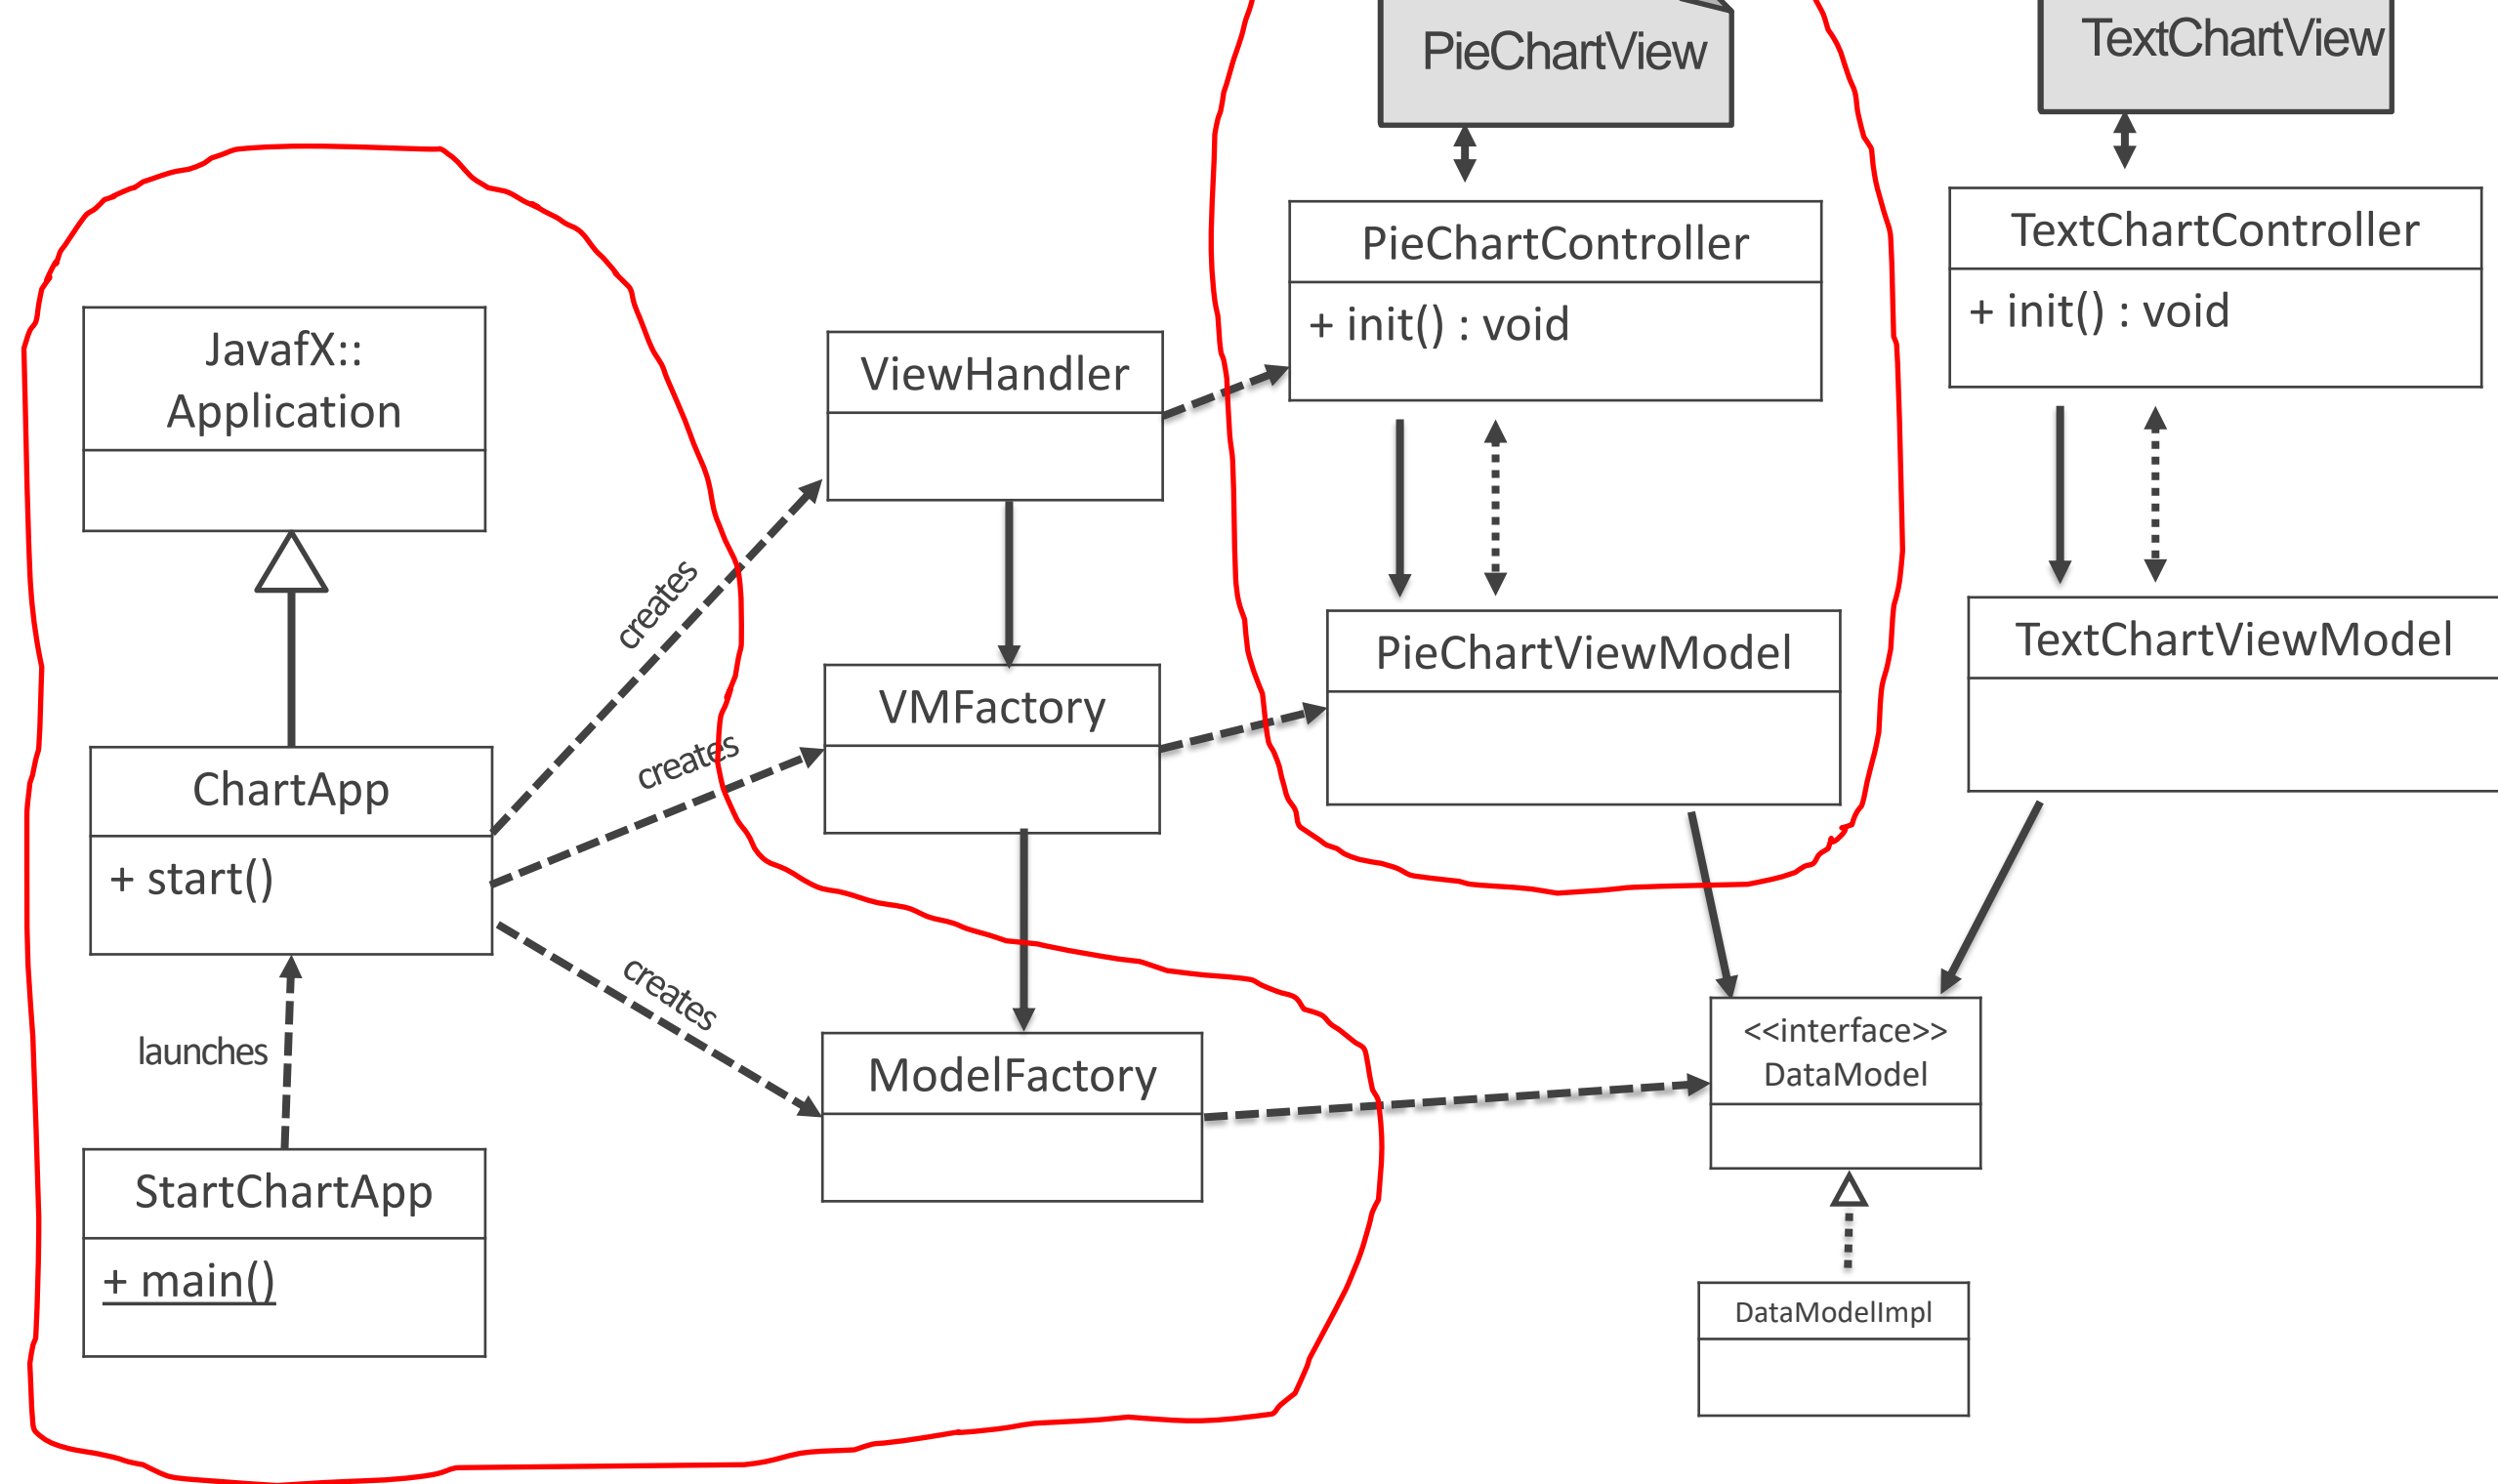 PieChartView
TextChartView
PieChartController
+ init() : void
TextChartController
+ init() : void
JavafX::
Application
ViewHandler
creates
PieChartViewModel
TextChartViewModel
VMFactory
creates
ChartApp
+ start()
creates
launches
ModelFactory
<<interface>>
DataModel
StartChartApp
+ main()
DataModelImpl